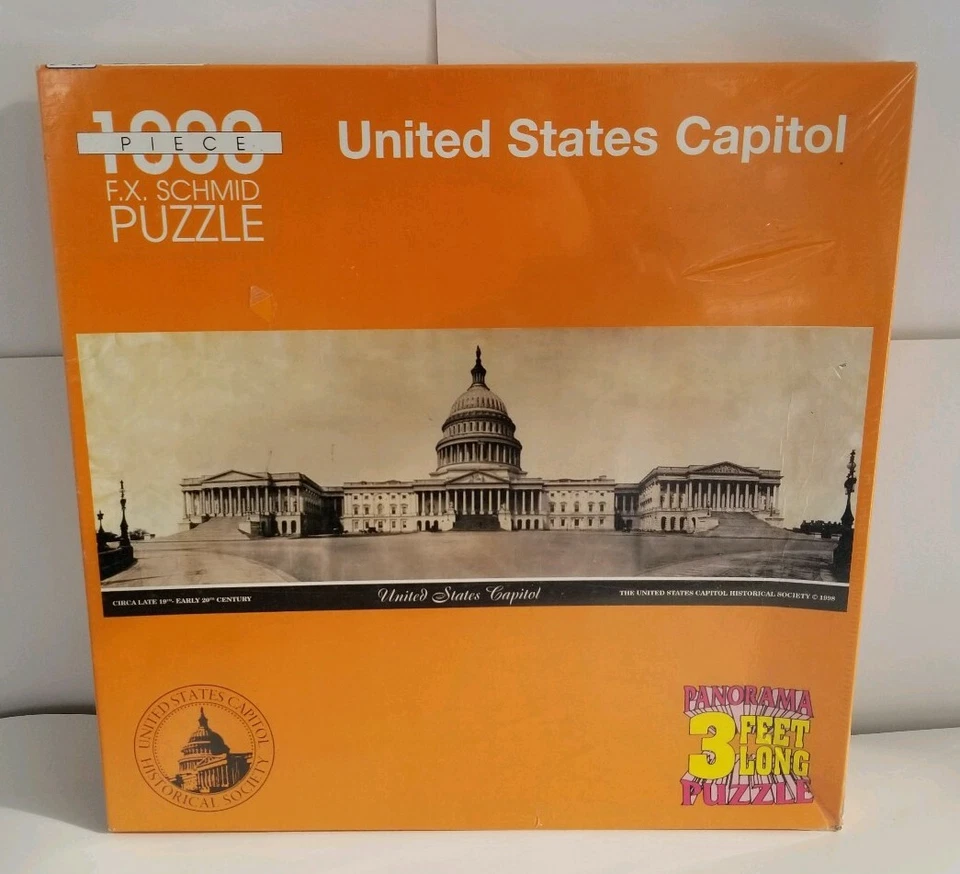 1000
PIECE
F.X. SCHMID
PUZZLE
United States Capitol
CIRCA LATE 19TH- EARLY 20TH CENTURY
United States Capitol
THE UNITED STATES CAPITOL HISTORICAL SOCIETY © 1998
UNITED STATES CAPITOL
HISTORICAL SOCIETY
PANORAMA
3 FEET
LONG
PUZZLE